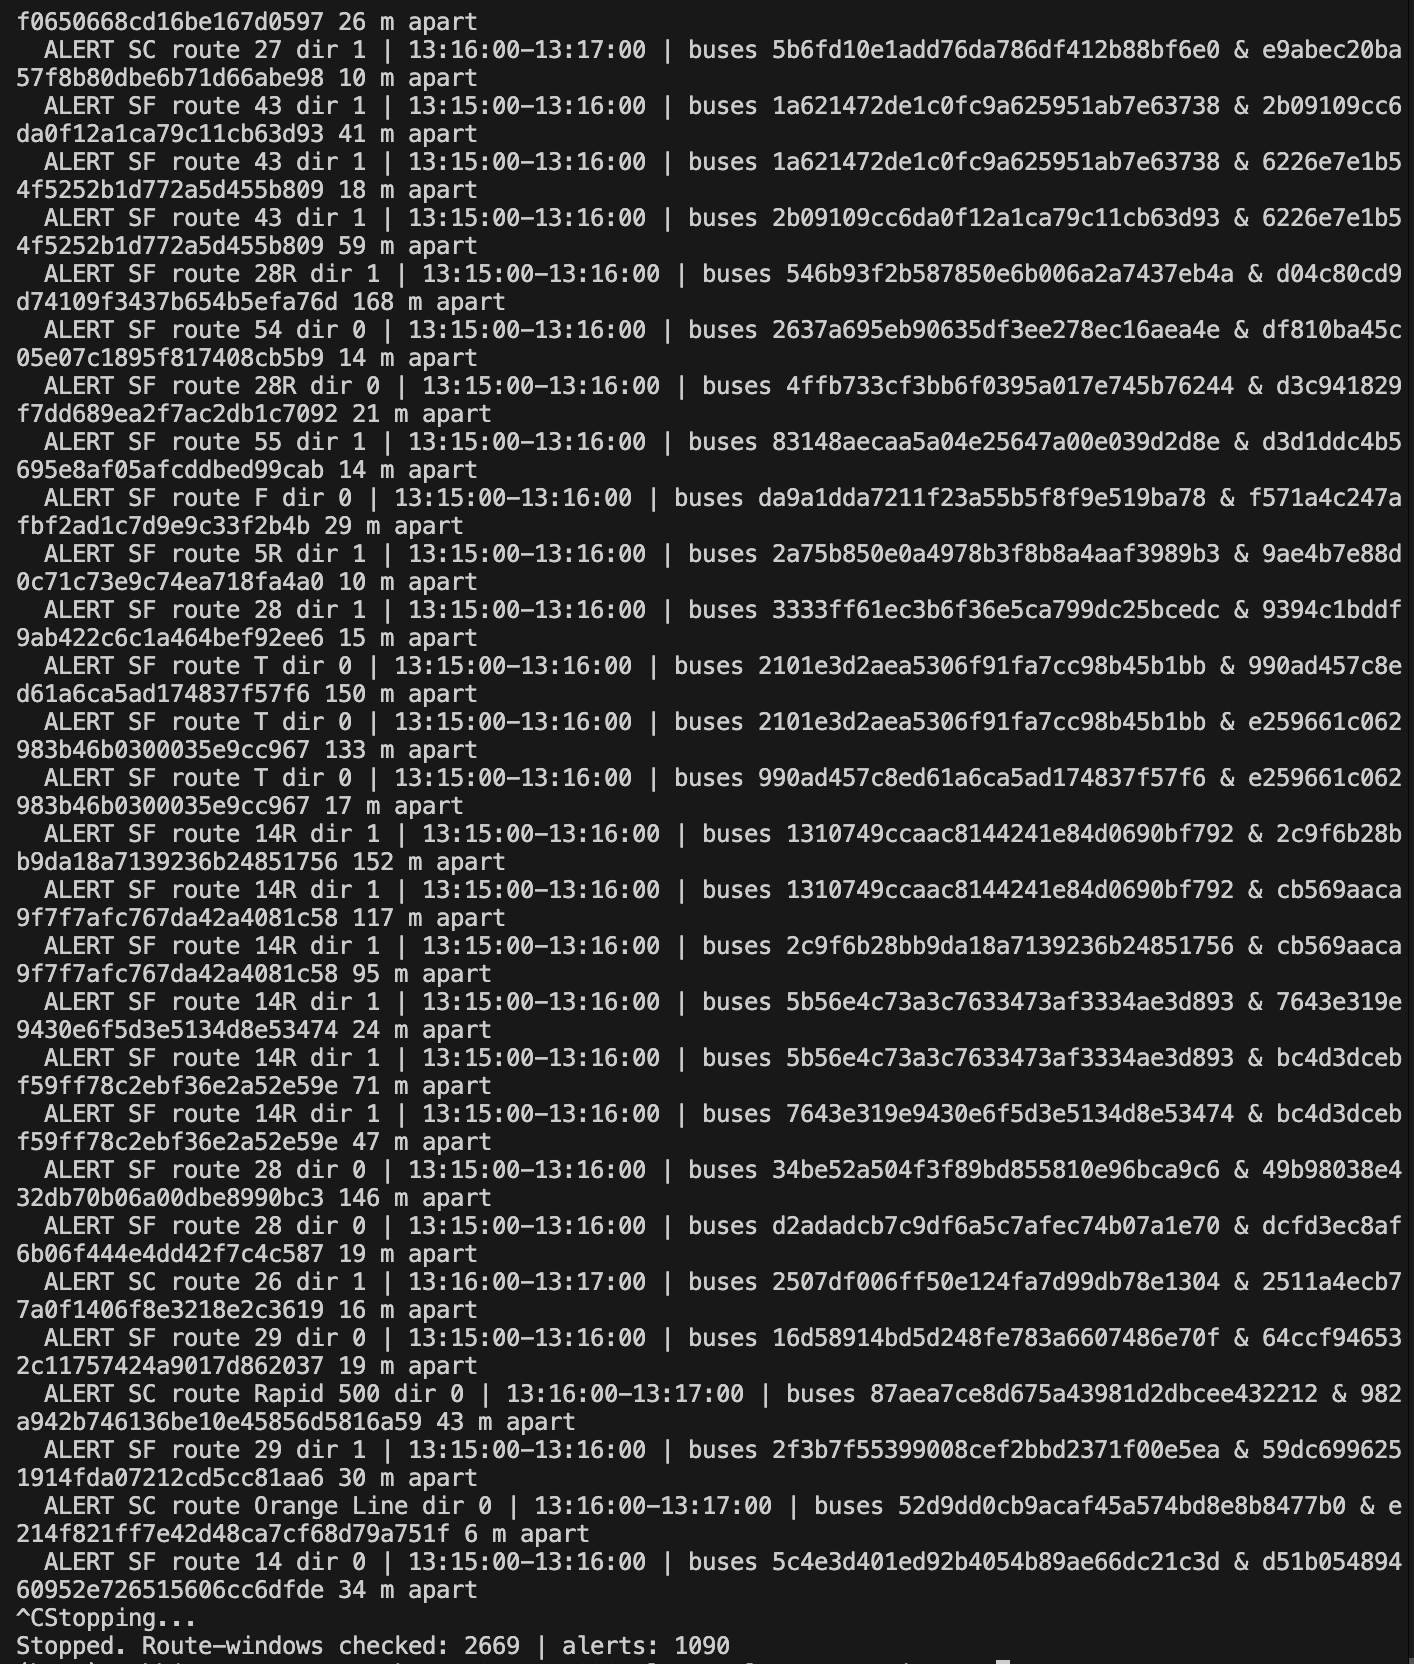 f0650668cd16be167d0597 26 m apart
  ALERT SC route 27 dir 1 | 13:16:00–13:17:00 | buses 5b6fd10e1add76da786df412b88bf6e0 & e9abec20ba
57f8b80dbe6b71d66abe98 10 m apart
  ALERT SF route 43 dir 1 | 13:15:00–13:16:00 | buses 1a621472de1c0fc9a625951ab7e63738 & 2b09109cc6
da0f12a1ca79c11cb63d93 41 m apart
  ALERT SF route 43 dir 1 | 13:15:00–13:16:00 | buses 1a621472de1c0fc9a625951ab7e63738 & 6226e7e1b5
4f5252b1d772a5d455b809 18 m apart
  ALERT SF route 43 dir 1 | 13:15:00–13:16:00 | buses 2b09109cc6da0f12a1ca79c11cb63d93 & 6226e7e1b5
4f5252b1d772a5d455b809 59 m apart
  ALERT SF route 28R dir 1 | 13:15:00–13:16:00 | buses 546b93f2b587850e6b006a2a7437eb4a & d04c80cd9
d74109f3437b654b5efa76d 168 m apart
  ALERT SF route 54 dir 0 | 13:15:00–13:16:00 | buses 2637a695eb90635df3ee278ec16aea4e & df810ba45c
05e07c1895f817408cb5b9 14 m apart
  ALERT SF route 28R dir 0 | 13:15:00–13:16:00 | buses 4ffb733cf3bb6f0395a017e745b76244 & d3c941829
f7dd689ea2f7ac2db1c7092 21 m apart
  ALERT SF route 55 dir 1 | 13:15:00–13:16:00 | buses 83148aecaa5a04e25647a00e039d2d8e & d3d1ddc4b5
695e8af05afcddbed99cab 14 m apart
  ALERT SF route F dir 0 | 13:15:00–13:16:00 | buses da9a1dda7211f23a55b5f8f9e519ba78 & f571a4c247a
fbf2ad1c7d9e9c33f2b4b 29 m apart
  ALERT SF route 5R dir 1 | 13:15:00–13:16:00 | buses 2a75b850e0a4978b3f8b8a4aaf3989b3 & 9ae4b7e88d
0c71c73e9c74ea718fa4a0 10 m apart
  ALERT SF route 28 dir 1 | 13:15:00–13:16:00 | buses 3333ff61ec3b6f36e5ca799dc25bcedc & 9394c1bddf
9ab422c6c1a464bef92ee6 15 m apart
  ALERT SF route T dir 0 | 13:15:00–13:16:00 | buses 2101e3d2aea5306f91fa7cc98b45b1bb & 990ad457c8e
d61a6ca5ad174837f57f6 150 m apart
  ALERT SF route T dir 0 | 13:15:00–13:16:00 | buses 2101e3d2aea5306f91fa7cc98b45b1bb & e259661c062
983b46b0300035e9cc967 133 m apart
  ALERT SF route T dir 0 | 13:15:00–13:16:00 | buses 990ad457c8ed61a6ca5ad174837f57f6 & e259661c062
983b46b0300035e9cc967 17 m apart
  ALERT SF route 14R dir 1 | 13:15:00–13:16:00 | buses 1310749ccaac8144241e84d0690bf792 & 2c9f6b28b
b9da18a7139236b24851756 152 m apart
  ALERT SF route 14R dir 1 | 13:15:00–13:16:00 | buses 1310749ccaac8144241e84d0690bf792 & cb569aaca
9f7f7afc767da42a4081c58 117 m apart
  ALERT SF route 14R dir 1 | 13:15:00–13:16:00 | buses 2c9f6b28bb9da18a7139236b24851756 & cb569aaca
9f7f7afc767da42a4081c58 95 m apart
  ALERT SF route 14R dir 1 | 13:15:00–13:16:00 | buses 5b56e4c73a3c7633473af3334ae3d893 & 7643e319e
9430e6f5d3e5134d8e53474 24 m apart
  ALERT SF route 14R dir 1 | 13:15:00–13:16:00 | buses 5b56e4c73a3c7633473af3334ae3d893 & bc4d3dceb
f59ff78c2ebf36e2a52e59e 71 m apart
  ALERT SF route 14R dir 1 | 13:15:00–13:16:00 | buses 7643e319e9430e6f5d3e5134d8e53474 & bc4d3dceb
f59ff78c2ebf36e2a52e59e 47 m apart
  ALERT SF route 28 dir 0 | 13:15:00–13:16:00 | buses 34be52a504f3f89bd855810e96bca9c6 & 49b98038e4
32db70b06a00dbe8990bc3 146 m apart
  ALERT SF route 28 dir 0 | 13:15:00–13:16:00 | buses d2adadcb7c9df6a5c7afec74b07a1e70 & dcfd3ec8af
6b06f444e4dd42f7c4c587 19 m apart
  ALERT SC route 26 dir 1 | 13:16:00–13:17:00 | buses 2507df006ff50e124fa7d99db78e1304 & 2511a4ecb7
7a0f1406f8e3218e2c3619 16 m apart
  ALERT SF route 29 dir 0 | 13:15:00–13:16:00 | buses 16d58914bd5d248fe783a6607486e70f & 64ccf94653
2c11757424a9017d862037 19 m apart
  ALERT SC route Rapid 500 dir 0 | 13:16:00–13:17:00 | buses 87aea7ce8d675a43981d2dbcee432212 & 982
a942b746136be10e45856d5816a59 43 m apart
  ALERT SF route 29 dir 1 | 13:15:00–13:16:00 | buses 2f3b7f55399008cef2bbd2371f00e5ea & 59dc699625
1914fda07212cd5cc81aa6 30 m apart
  ALERT SC route Orange Line dir 0 | 13:16:00–13:17:00 | buses 52d9dd0cb9acaf45a574bd8e8b8477b0 & e
214f821ff7e42d48ca7cf68d79a751f 6 m apart
  ALERT SF route 14 dir 0 | 13:15:00–13:16:00 | buses 5c4e3d401ed92b4054b89ae66dc21c3d & d51b054894
60952e726515606cc6dfde 34 m apart
^CStopping...
Stopped. Route-windows checked: 2669 | alerts: 1090